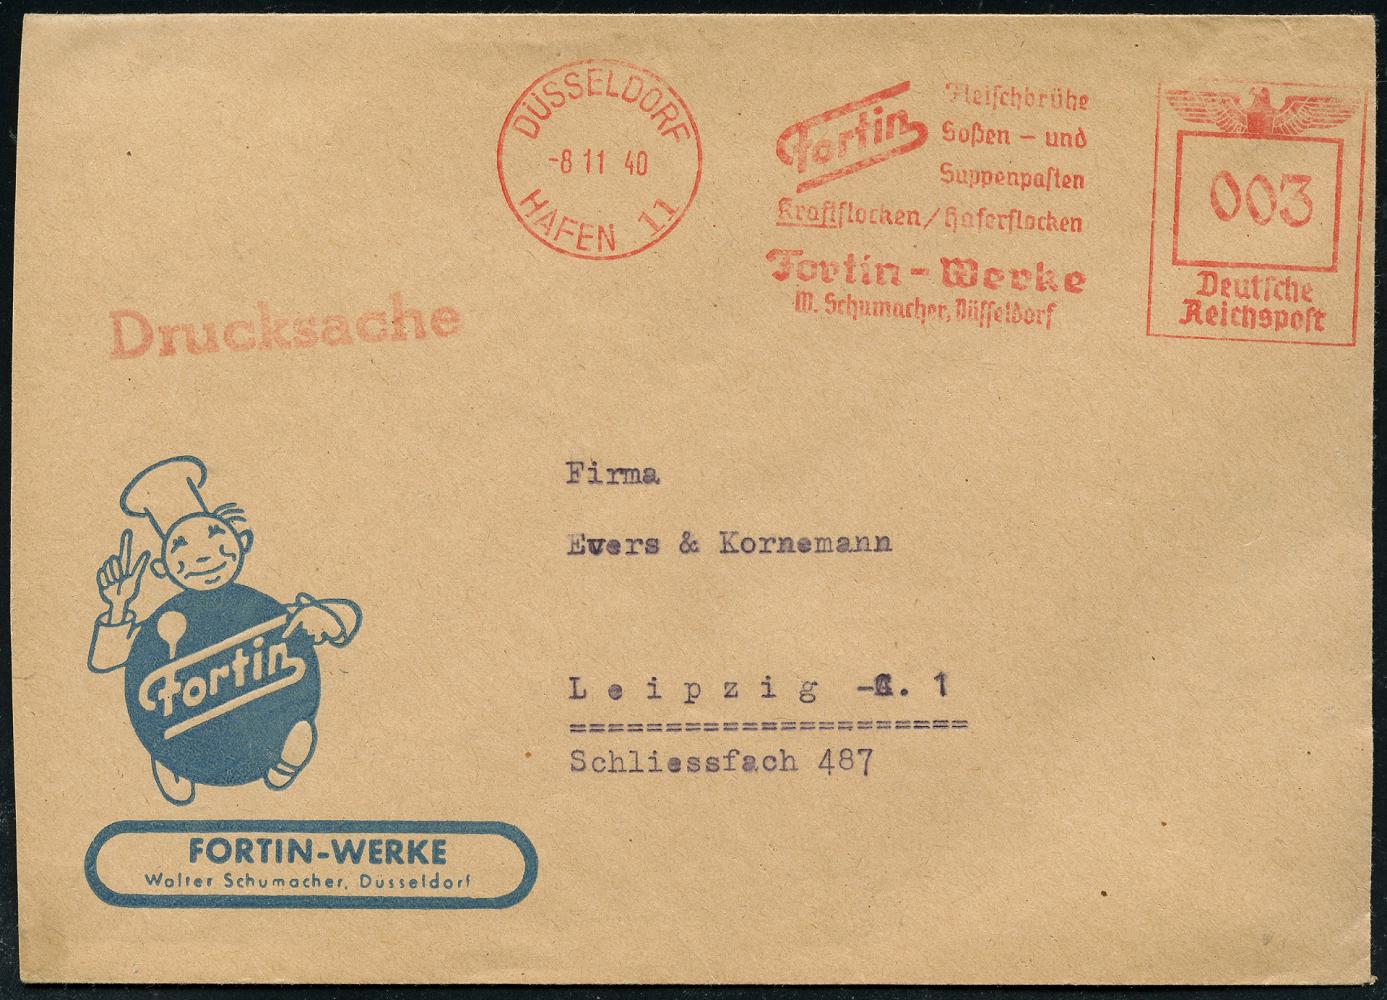 DÜSSELDORF
-8 11 40
HAFEN 11
Fortin
Fleischbrühe
Soßen - und
Suppenpasten
Kraftflocken/Haferflocken
Fortin-Werke
W. Schumacher, Düsseldorf
003
Deutsche
Reichspost
Drucksache
Firma
Evers & Kornemann
Leipzig -C. 1
=====================
Schliessfach 487
Fortin
FORTIN-WERKE
Walter Schumacher, Düsseldorf